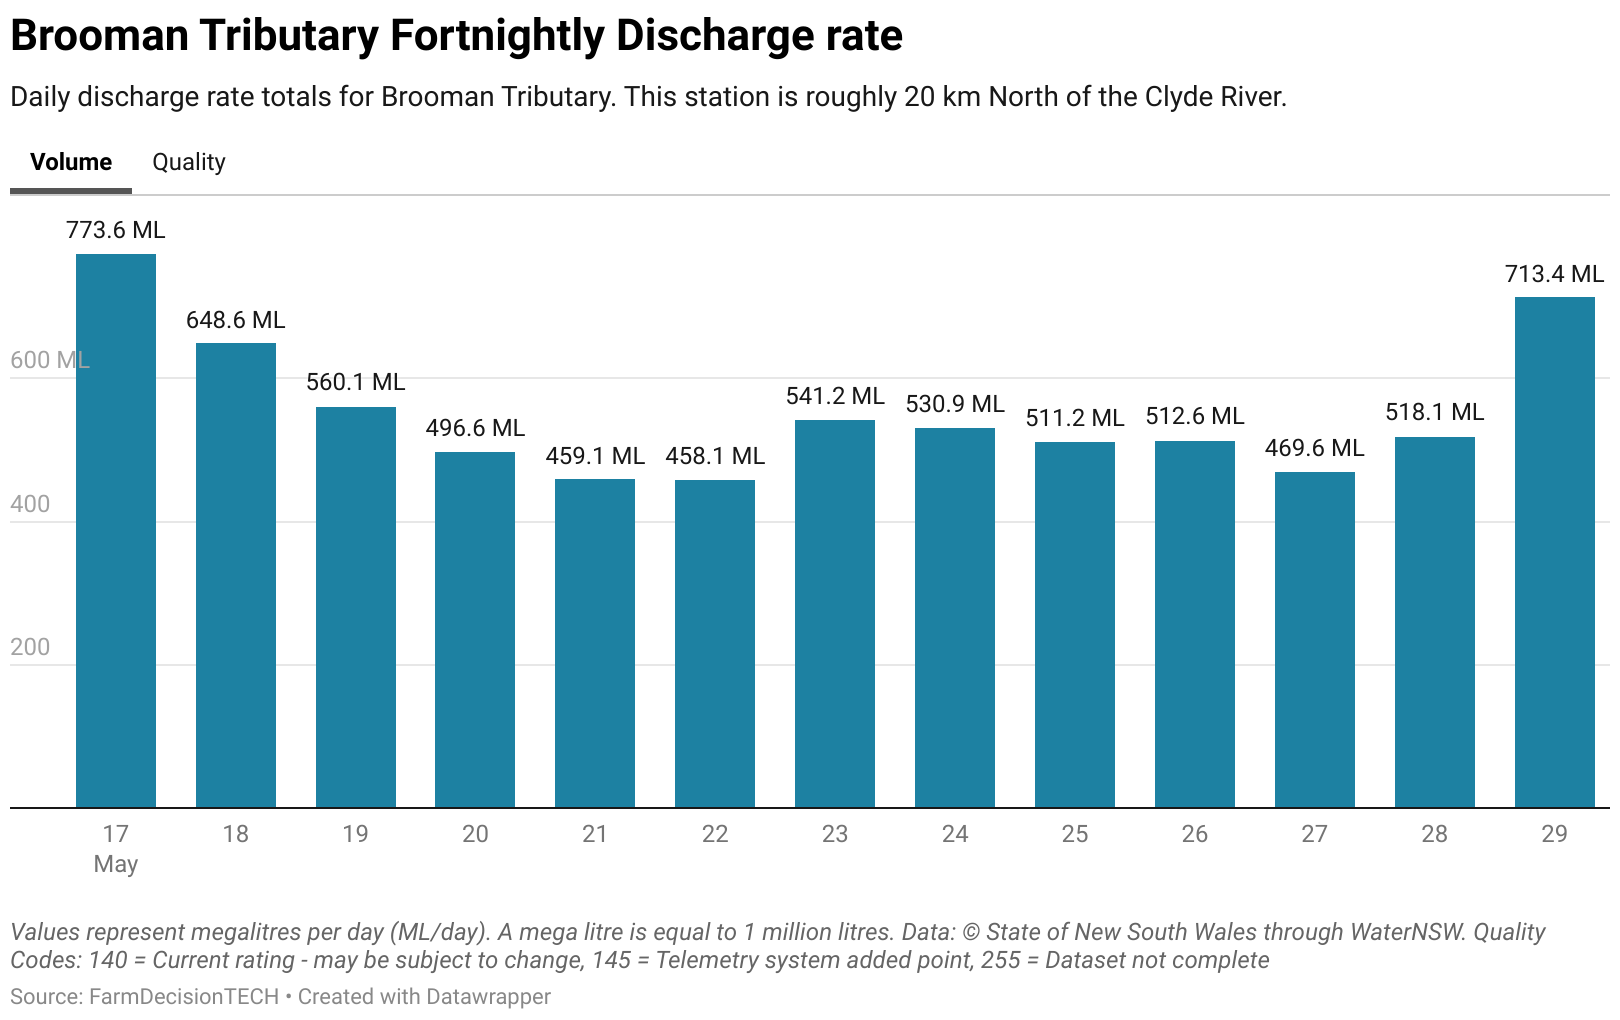 Brooman Tributary Fortnightly Discharge rate
Daily discharge rate totals for Brooman Tributary. This station is roughly 20 km North of the Clyde River.
Volume Quality
773.6 ML
713.4 ML
648.6 ML
600 ML
560.1 ML
541.2 ML
530.9 ML
518.1 ML
512.6 ML
511.2 ML
496.6 ML
469.6 ML
459.1 ML
458.1 ML
400
200
17 18 19 20 21 22 23 24 25 26 27 28 29
May
Values represent megalitres per day (ML/day). A mega litre is equal to 1 million litres. Data: © State of New South Wales through WaterNSW. Quality
Codes: 140 = Current rating - may be subject to change, 145 = Telemetry system added point, 255 = Dataset not complete
Source: FarmDecisionTECH • Created with Datawrapper